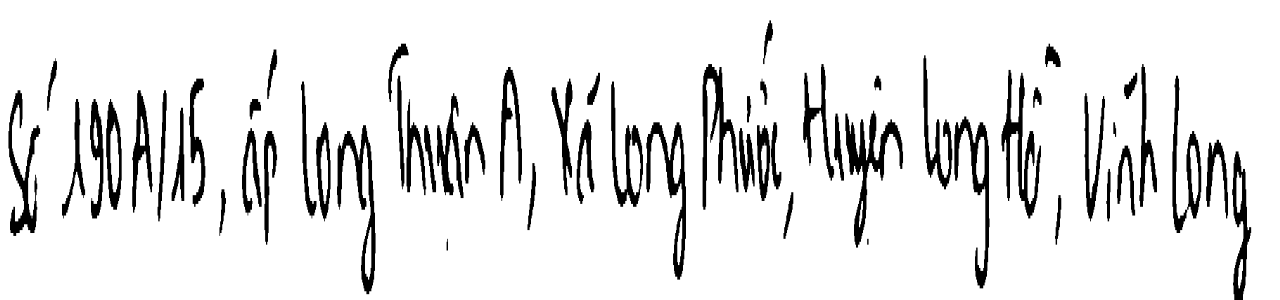 Số 190A/15, ấp Long Thuận A, Xã Long Phước, Huyện Long Hồ, Vĩnh Long